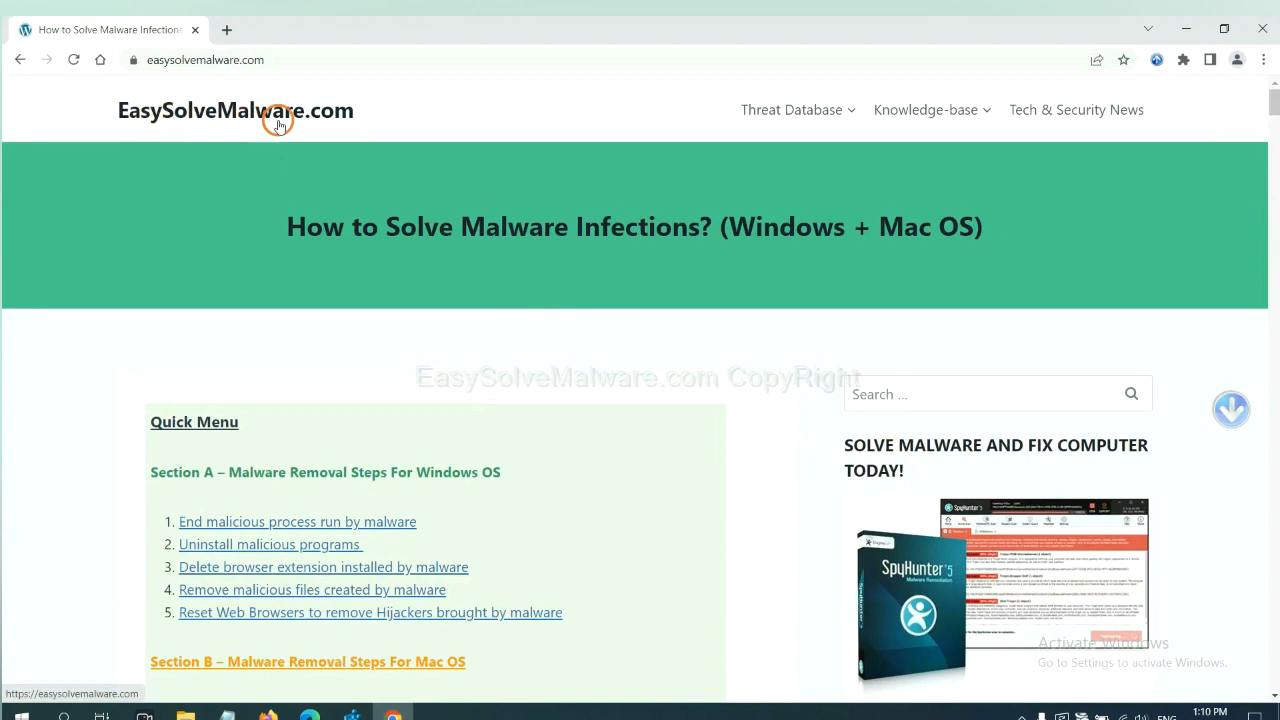 How to Solve Malware Infections
easysolvemalware.com
EasySolveMalware.com
Threat Database
Knowledge-base
Tech & Security News
How to Solve Malware Infections? (Windows + Mac OS)
EasySolveMalware.com CopyRight
Search ...
Quick Menu
SOLVE MALWARE AND FIX COMPUTER
TODAY!
Section A – Malware Removal Steps For Windows OS
1. End malicious process run by malware
2. Uninstall malicious programs
3. Delete browser extension installed by malware
4. Remove malicious files created by malware
5. Reset Web Browser to remove Hijackers brought by malware
Section B – Malware Removal Steps For Mac OS
SpyHunter 5
SpyHunter 5
Malware Remediation
Activate Windows
Go to Settings to activate Windows.
https://easysolvemalware.com
ENG
1:10 PM